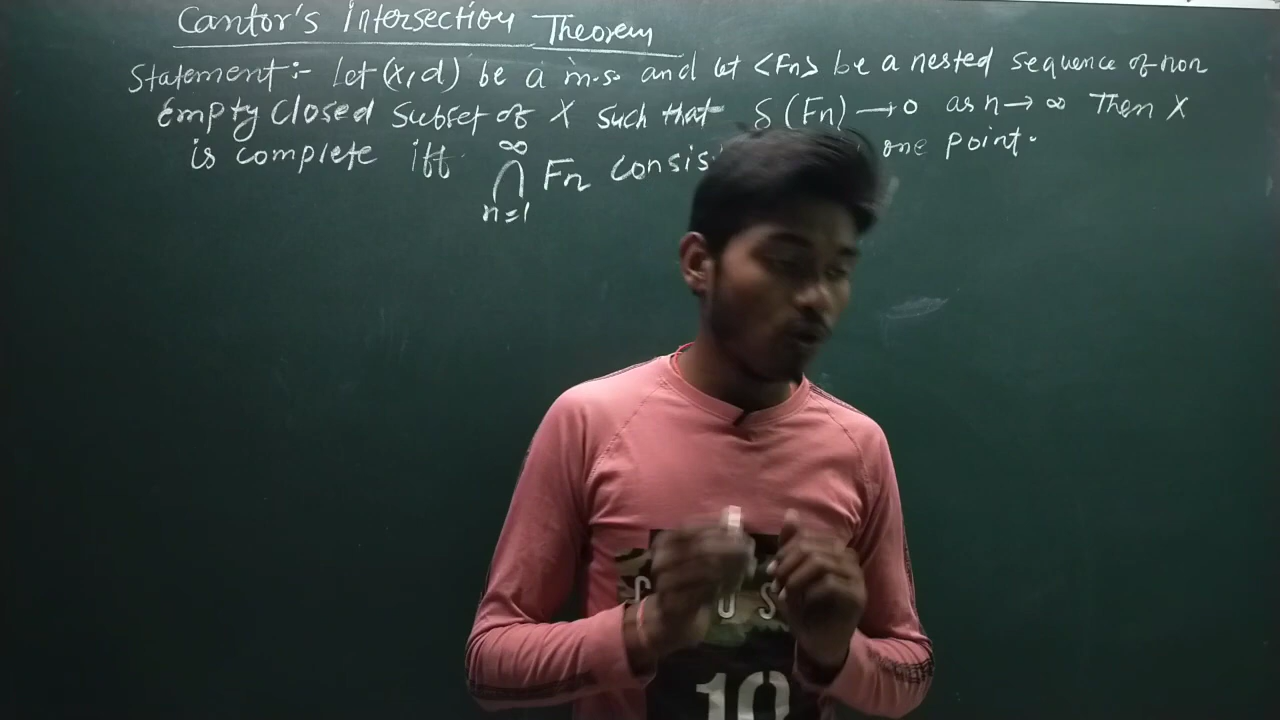 Cantor's Intersection Theorem
Statement:- let (X,d) be a m.s. and let <Fn> be a nested sequence of non
empty closed subset of X such that δ(Fn) → 0 as n → ∞ Then X
is complete iff ∞ ∩ n=1 Fn one point.
10